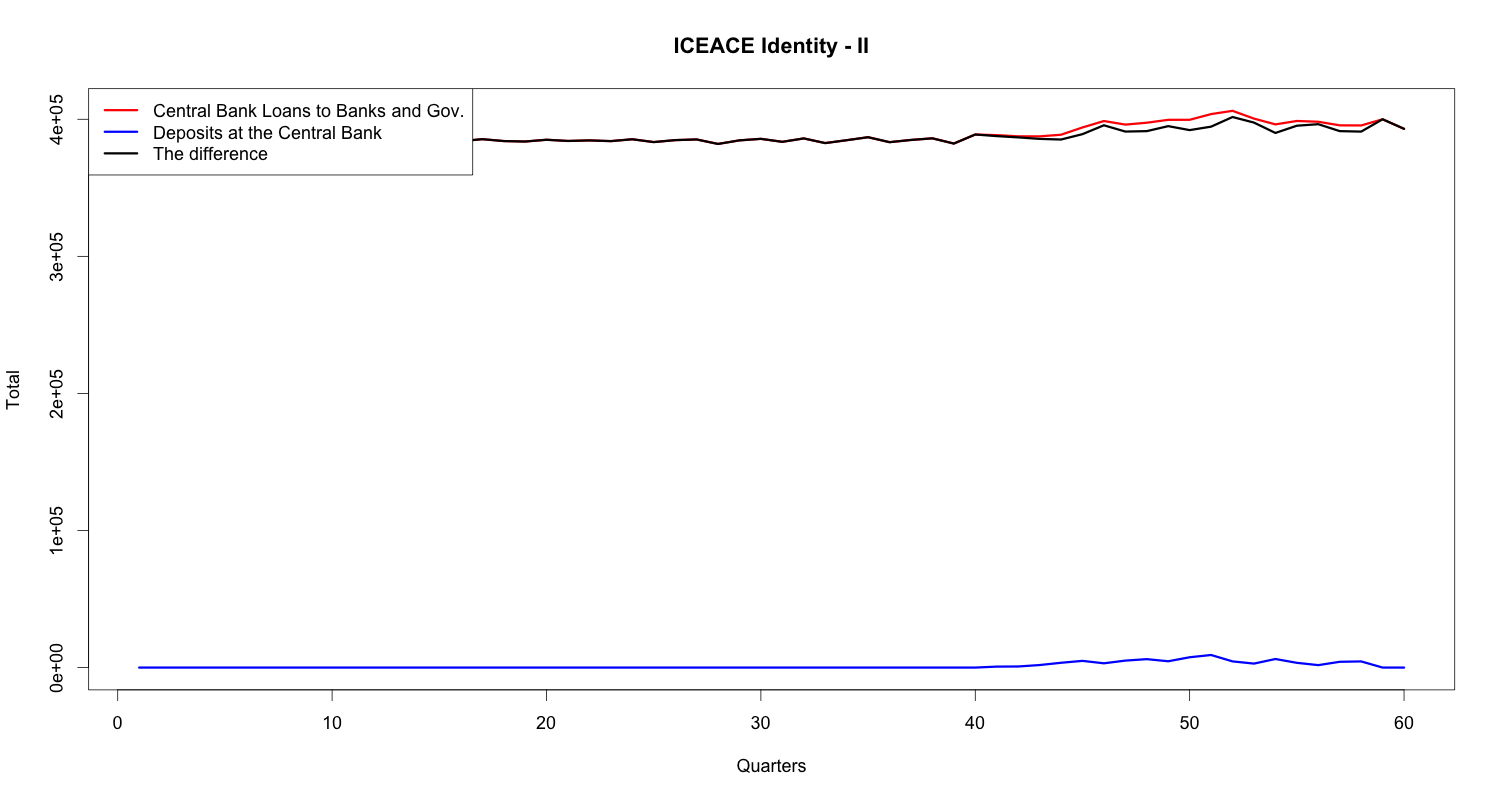 ICEACE Identity - II
Central Bank Loans to Banks and Gov.
Deposits at the Central Bank
The difference
4e+05
3e+05
2e+05
1e+05
0e+00
Total
0 10 20 30 40 50 60
Quarters